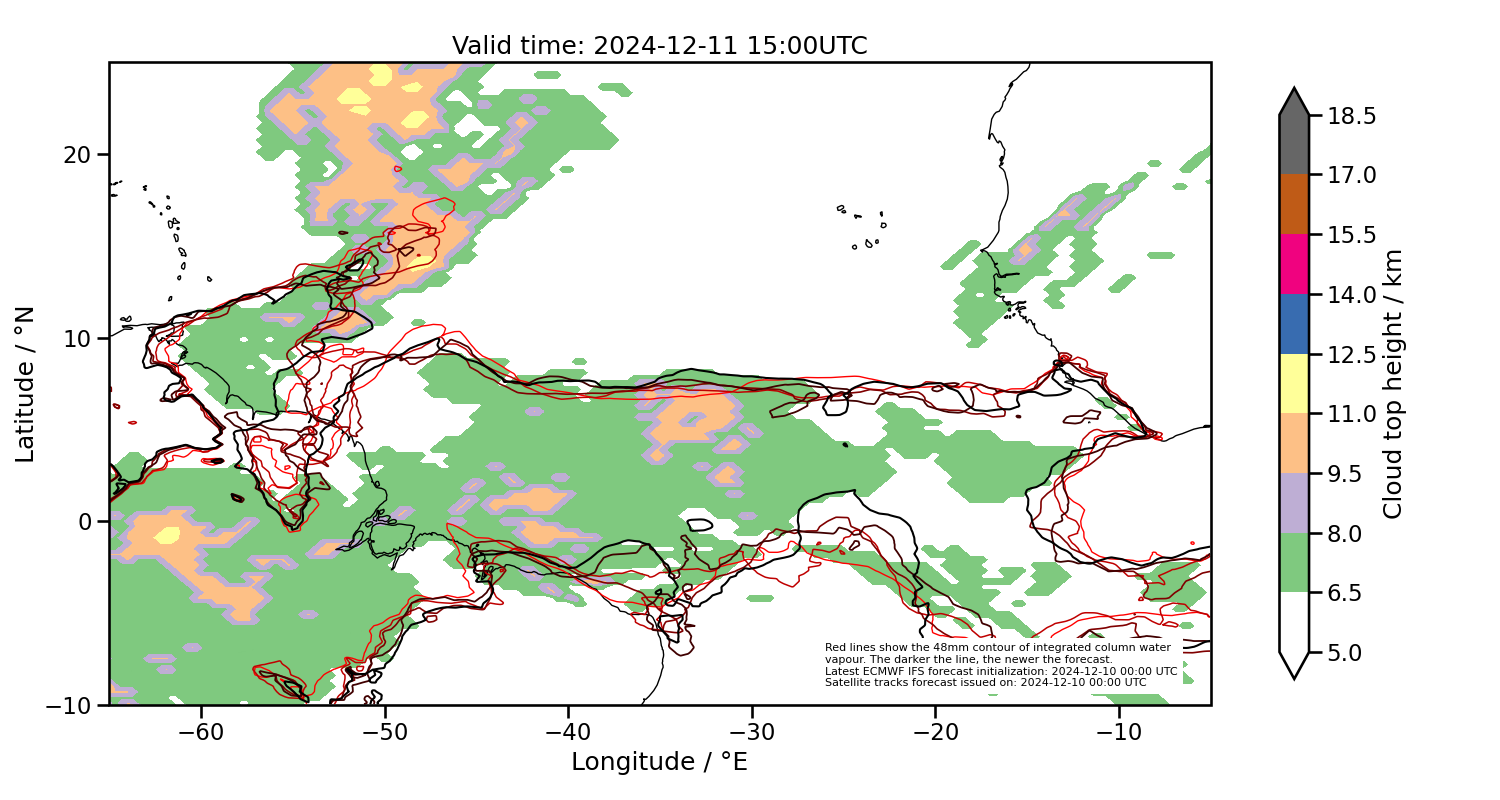 Valid time: 2024-12-11 15:00UTC
Latitude / °N
20
10
0
−10
−60
−50
−40
−30
−20
−10
Longitude / °E
Red lines show the 48mm contour of integrated column water
vapour. The darker the line, the newer the forecast.
Latest ECMWF IFS forecast initialization: 2024-12-10 00:00 UTC
Satellite tracks forecast issued on: 2024-12-10 00:00 UTC
18.5
17.0
15.5
14.0
12.5
11.0
9.5
8.0
6.5
5.0
Cloud top height / km